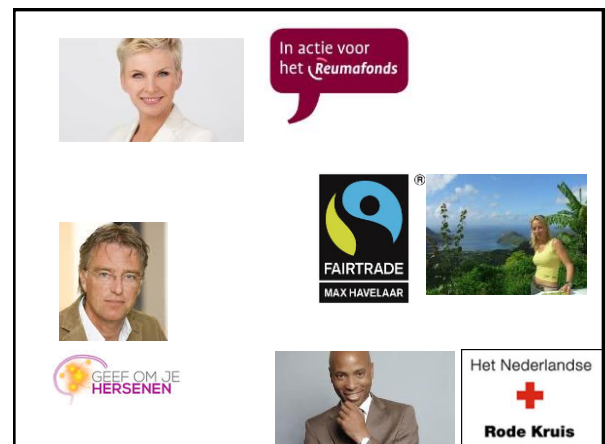 In actie voor
het Reumafonds
®
FAIRTRADE
MAX HAVELAAR
GEEF OM JE
HERSENEN
Het Nederlandse
Rode Kruis